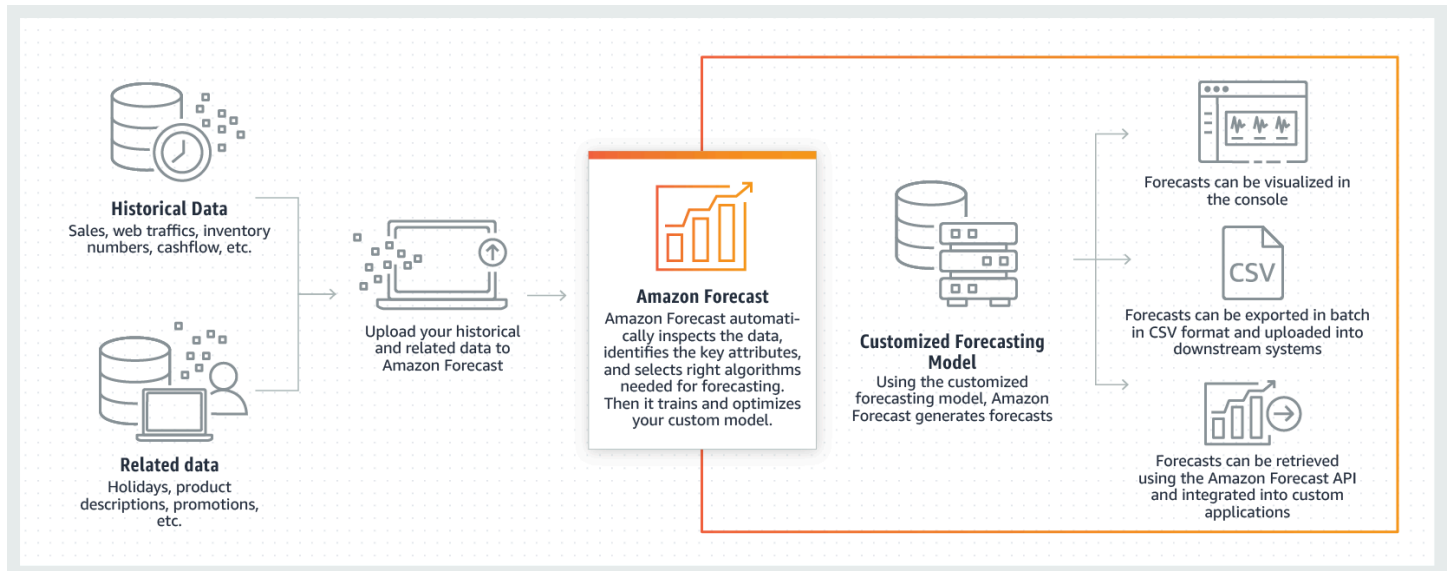 Historical Data
Sales, web traffics, inventory
numbers, cashflow, etc.
Related data
Holidays, product
descriptions, promotions,
etc.
Upload your historical
and related data to
Amazon Forecast
Amazon Forecast
Amazon Forecast automati-
cally inspects the data,
identifies the key attributes,
and selects right algorithms
needed for forecasting.
Then it trains and optimizes
your custom model.
Customized Forecasting
Model
Using the customized
forecasting model, Amazon
Forecast generates forecasts
Forecasts can be visualized in
the console
CSV
Forecasts can be exported in batch
in CSV format and uploaded into
downstream systems
Forecasts can be retrieved
using the Amazon Forecast API
and integrated into custom
applications